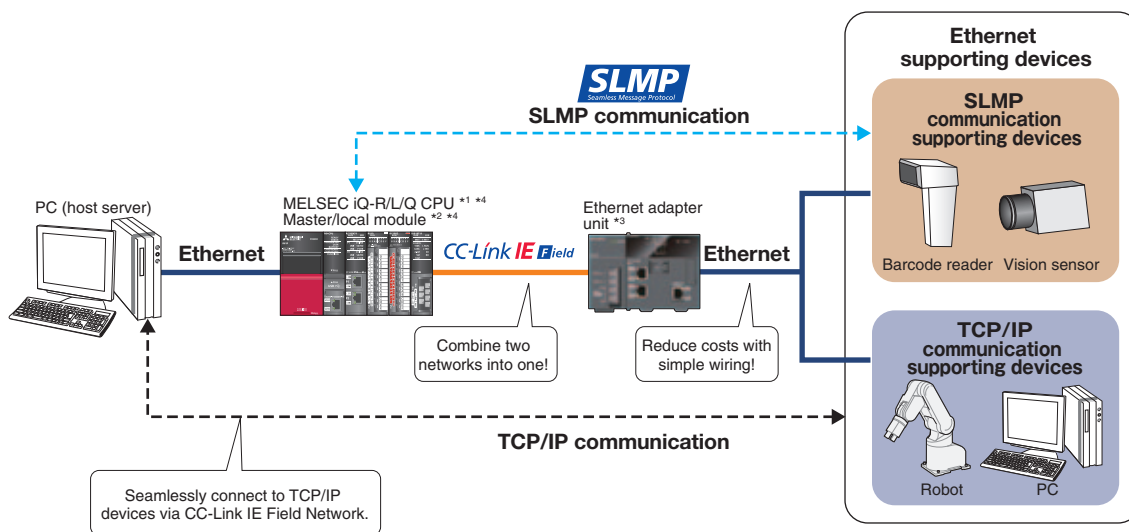 Ethernet
supporting devices
SLMP
Seamless Message Protocol
SLMP communication
SLMP
communication
supporting devices
Barcode reader
Vision sensor
PC (host server)
MELSEC iQ-R/L/Q CPU *1 *4
Master/local module *2 *4
Ethernet adapter
unit *3
Ethernet
CC-Link IE Field
Ethernet
Combine two
networks into one!
Reduce costs with
simple wiring!
TCP/IP
communication
supporting devices
Robot
PC
TCP/IP communication
Seamlessly connect to TCP/IP
devices via CC-Link IE Field Network.